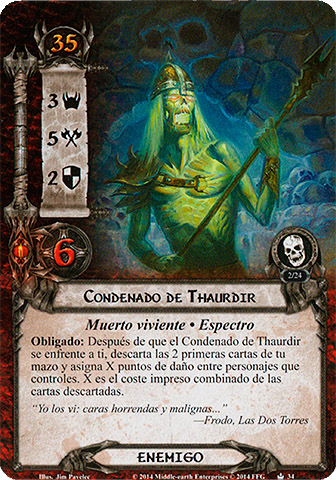 35
3
5
2
6
2/24
Condenado de Thaurdir
Muerto viviente • Espectro
Obligado: Después de que el Condenado de Thaurdir
se enfrente a ti, descarta las 2 primeras cartas de tu
mazo y asigna X puntos de daño entre personajes que
controles. X es el coste impreso combinado de las
cartas descartadas.
“Yo los vi: caras horrendas y malignas...”
—Frodo, Las Dos Torres
ENEMIGO
Illus. Jim Pavelec © 2014 Middle-earth Enterprises © 2014 FFG 34